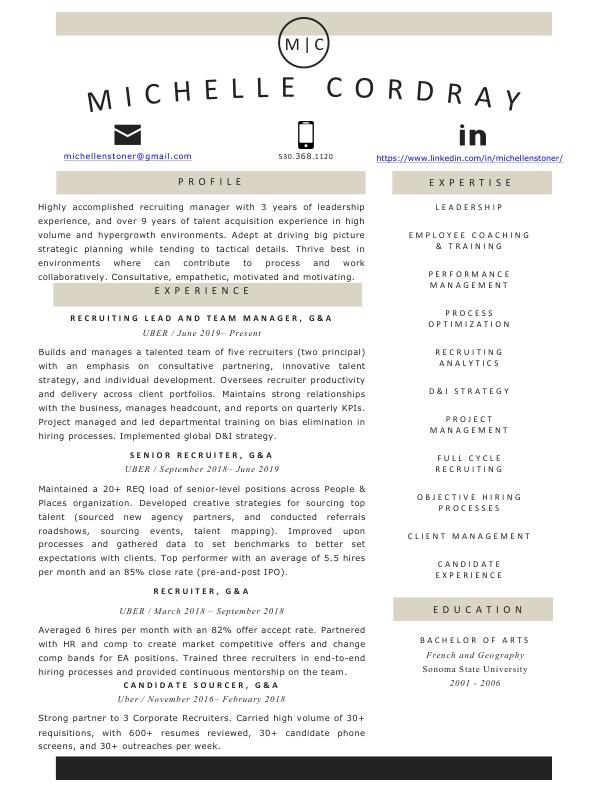 M|C
MICHELLE CORDRAY
michellenstoner@gmail.com
530.368.1120
https://www.linkedin.com/in/michellenstoner/
PROFILE
Highly accomplished recruiting manager with 3 years of leadership
experience, and over 9 years of talent acquisition experience in high
volume and hypergrowth environments. Adept at driving big picture
strategic planning while tending to tactical details. Thrive best in
environments where can contribute to process and work
collaboratively. Consultative, empathetic, motivated and motivating.
EXPERIENCE
RECRUITING LEAD AND TEAM MANAGER, G&A
UBER / June 2019– Present
Builds and manages a talented team of five recruiters (two principal)
with an emphasis on consultative partnering, innovative talent
strategy, and individual development. Oversees recruiter productivity
and delivery across client portfolios. Maintains strong relationships
with the business, manages headcount, and reports on quarterly KPIs.
Project managed and led departmental training on bias elimination in
hiring processes. Implemented global D&I strategy.
SENIOR RECRUITER, G&A
UBER / September 2018– June 2019
Maintained a 20+ REQ load of senior-level positions across People &
Places organization. Developed creative strategies for sourcing top
talent (sourced new agency partners, and conducted referrals
roadshows, sourcing events, talent mapping). Improved upon
processes and gathered data to set benchmarks to better set
expectations with clients. Top performer with an average of 5.5 hires
per month and an 85% close rate (pre-and-post IPO).
RECRUITER, G&A
UBER / March 2018 – September 2018
Averaged 6 hires per month with an 82% offer accept rate. Partnered
with HR and comp to create market competitive offers and change
comp bands for EA positions. Trained three recruiters in end-to-end
hiring processes and provided continuous mentorship on the team.
CANDIDATE SOURCER, G&A
Uber / November 2016– February 2018
Strong partner to 3 Corporate Recruiters. Carried high volume of 30+
requisitions, with 600+ resumes reviewed, 30+ candidate phone
screens, and 30+ outreaches per week.
EXPERTISE
LEADERSHIP
EMPLOYEE COACHING
& TRAINING
PERFORMANCE
MANAGEMENT
PROCESS
OPTIMIZATION
RECRUITING
ANALYTICS
D&I STRATEGY
PROJECT
MANAGEMENT
FULL CYCLE
RECRUITING
OBJECTIVE HIRING
PROCESSES
CLIENT MANAGEMENT
CANDIDATE
EXPERIENCE
EDUCATION
BACHELOR OF ARTS
French and Geography
Sonoma State University
2001 - 2006